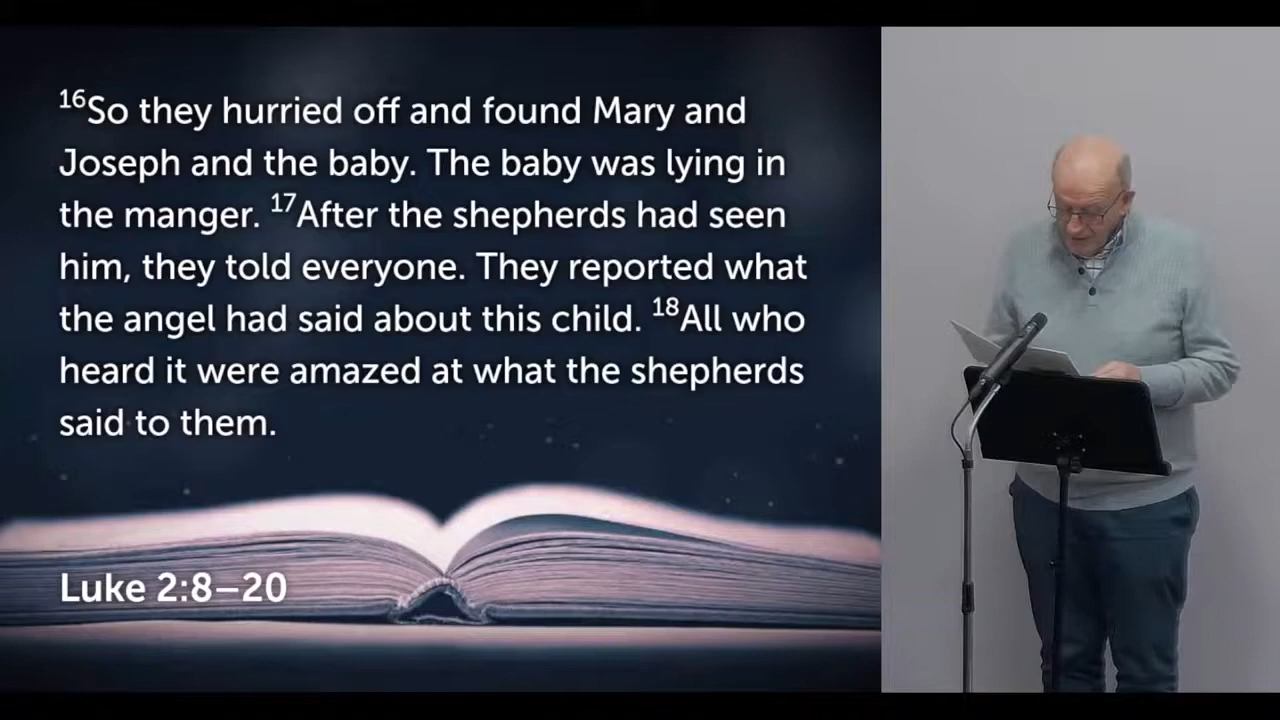 16So they hurried off and found Mary and
Joseph and the baby. The baby was lying in
the manger. 17After the shepherds had seen
him, they told everyone. They reported what
the angel had said about this child. 18All who
heard it were amazed at what the shepherds
said to them.
Luke 2:8–20